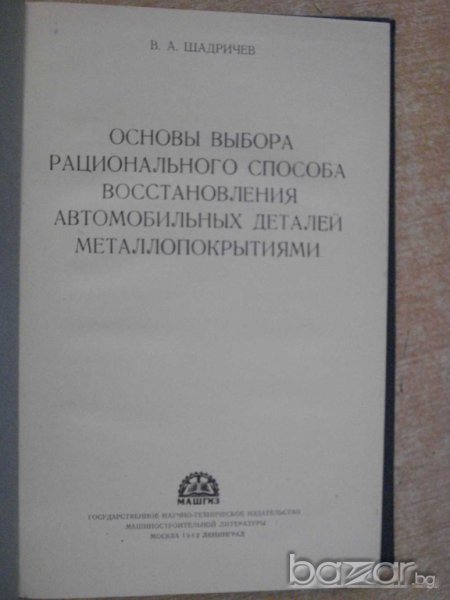 В. А. ШАДРИЧЕВ
ОСНОВЫ ВЫБОРА
РАЦИОНАЛЬНОГО СПОСОБА
ВОССТАНОВЛЕНИЯ
АВТОМОБИЛЬНЫХ ДЕТАЛЕЙ
МЕТАЛЛОПОКРЫТИЯМИ
МАШГИЗ
ГОСУДАРСТВЕННОЕ НАУЧНО-ТЕХНИЧЕСКОЕ ИЗДАТЕЛЬСТВО
МАШИНОСТРОИТЕЛЬНОЙ ЛИТЕРАТУРЫ
МОСКВА 1962 ЛЕНИНГРАД
bazar.bg